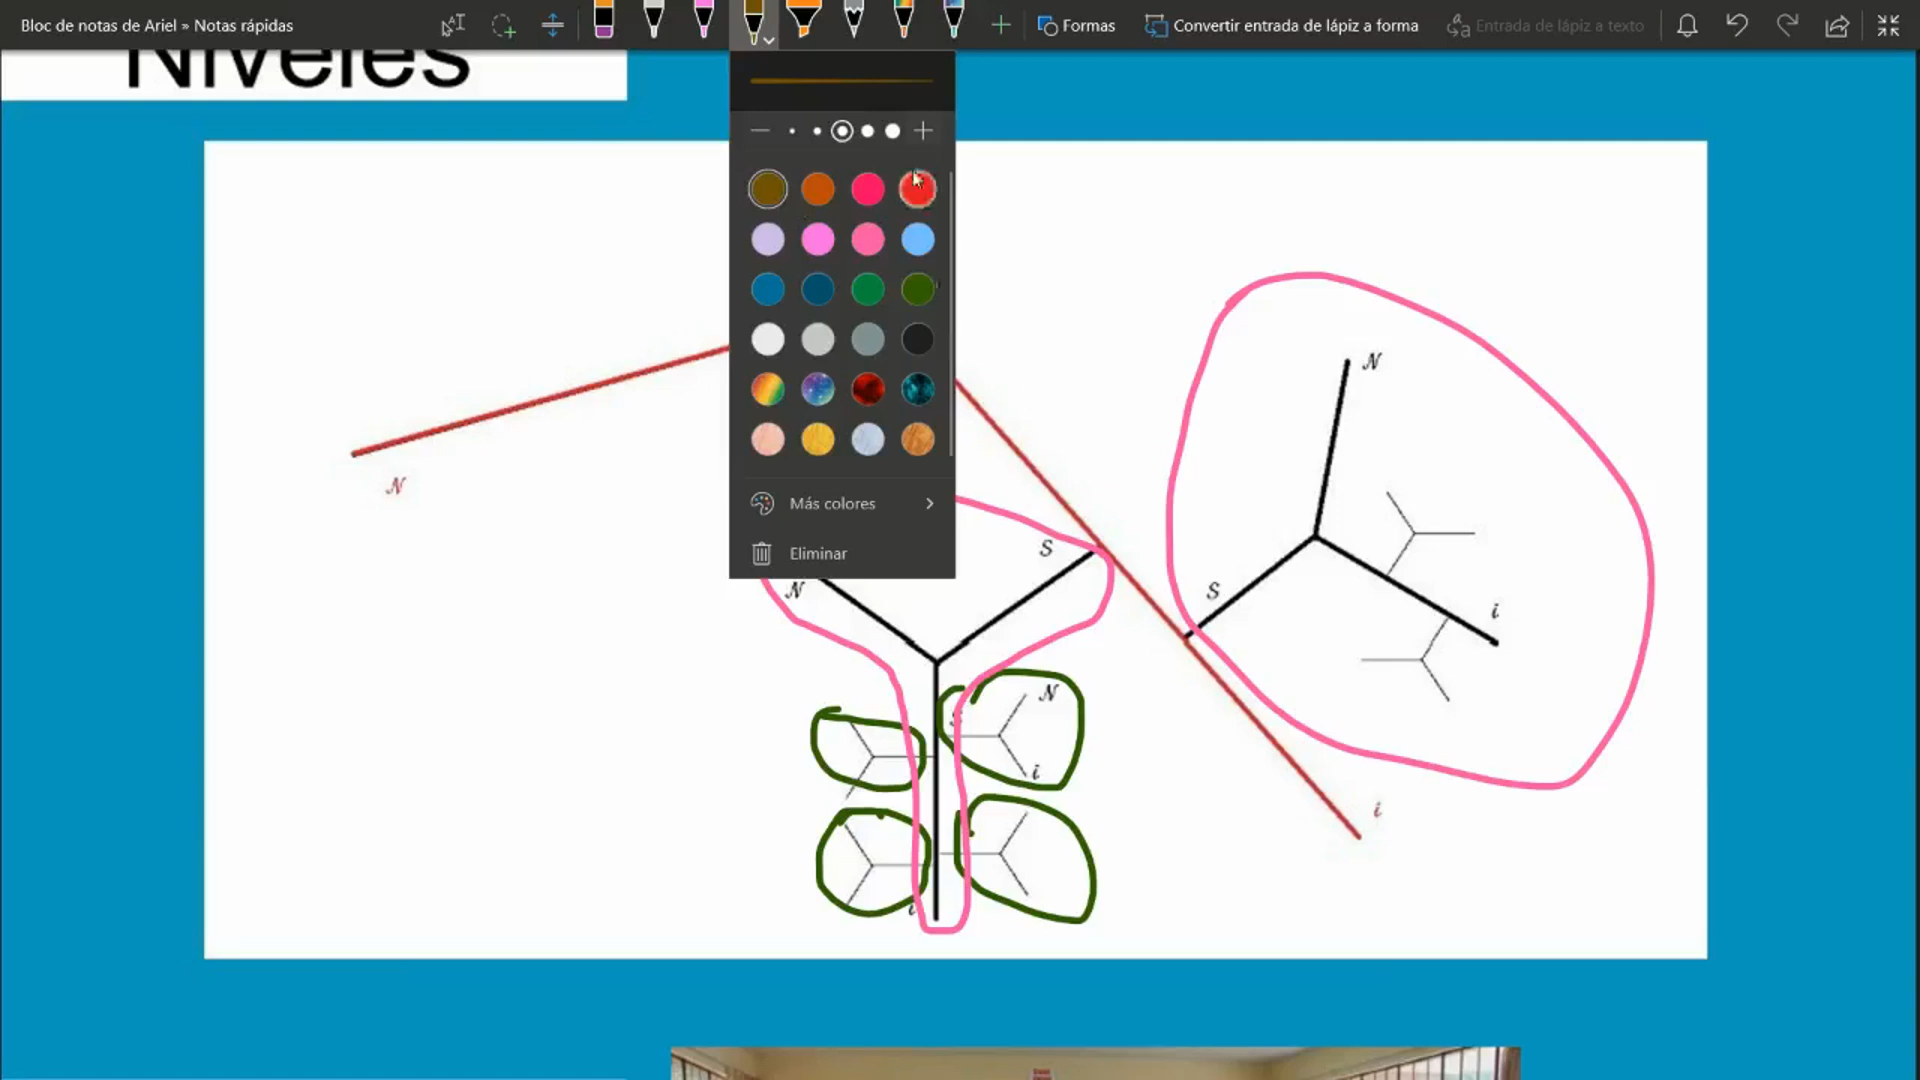 Bloc de notas de Ariel » Notas rápidas
Formas
Convertir entrada de lápiz a forma
Entrada de lápiz a texto
Niveles
Más colores
Eliminar
N
N
S
N
S
i
N
S
i
i
i